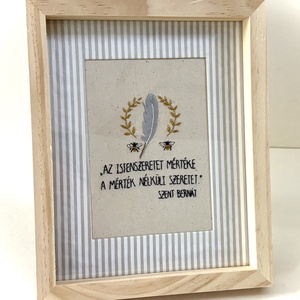 „AZ ISTENSZERETET MÉRTÉKE
A MÉRTÉK NÉLKÜLI SZERETET."
SZENT BERNÁT